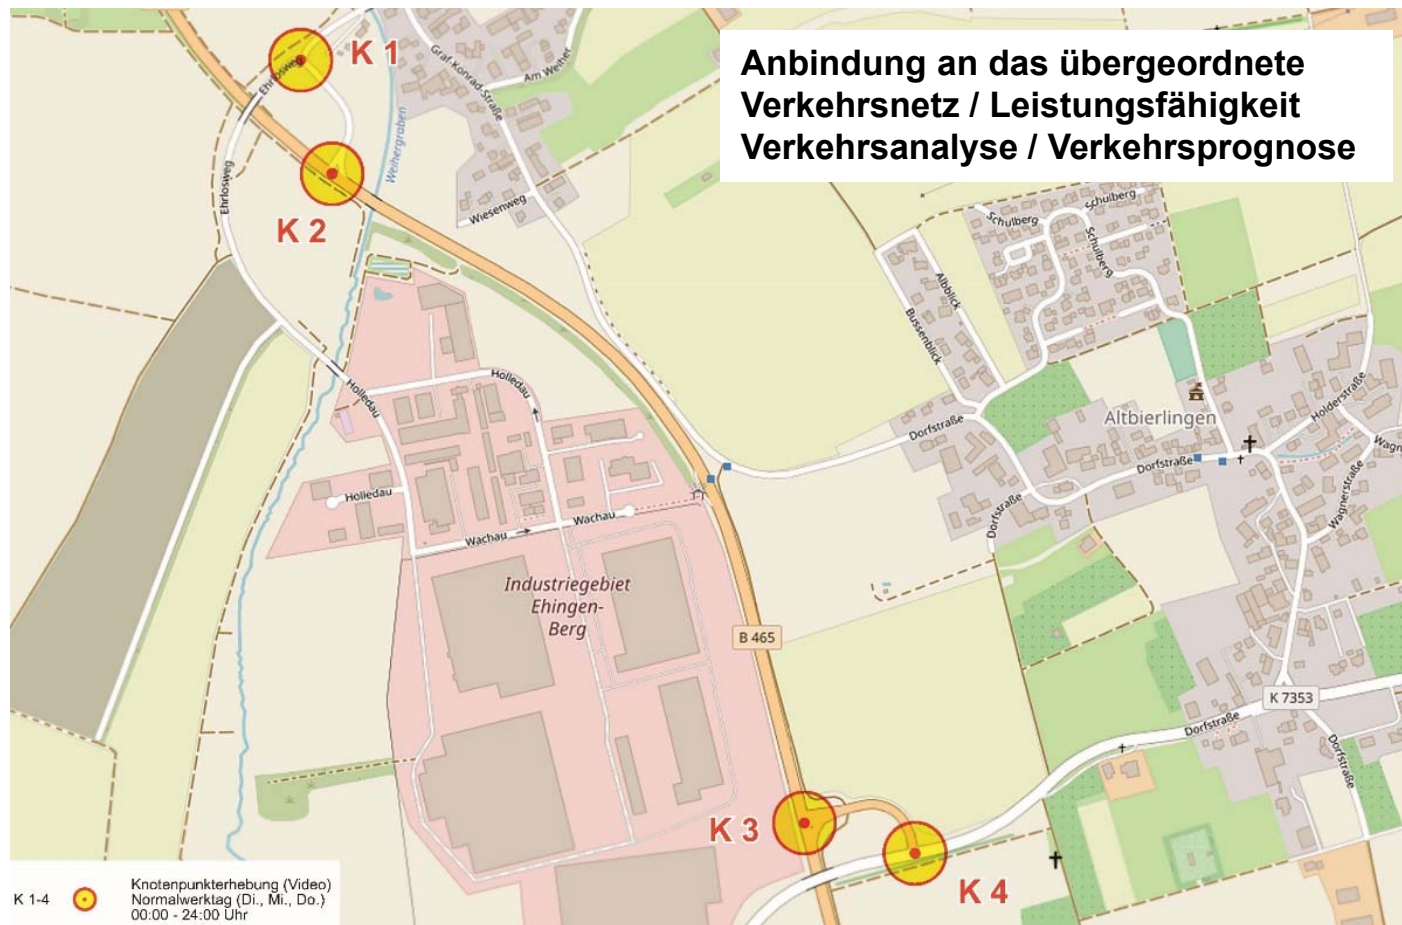 Anbindung an das übergeordnete
Verkehrsnetz / Leistungsfähigkeit
Verkehrsanalyse / Verkehrsprognose
K 1
Ehrlosweg
Graf-Konrad-Straße
Am Weiher
Weihergraben
Ehrlosweg
K 2
Wiesenweg
Schulberg
Schulberg
Schulberg
Albblick
Bussenblick
Holledau
Holledau
Holderstraße
Altbierlingen
Dorfstraße
Wagn
Dorfstraße
Holledau
Wagnerstraße
Dorfstraße
Wachau
Wachau
Industriegebiet
Ehingen-
Berg
B 465
K 7353
Dorfstraße
Dorfstraße
K 3
K 4
K 1-4
Knotenpunkterhebung (Video)
Normalwerktag (Di., Mi., Do.)
00:00 - 24:00 Uhr